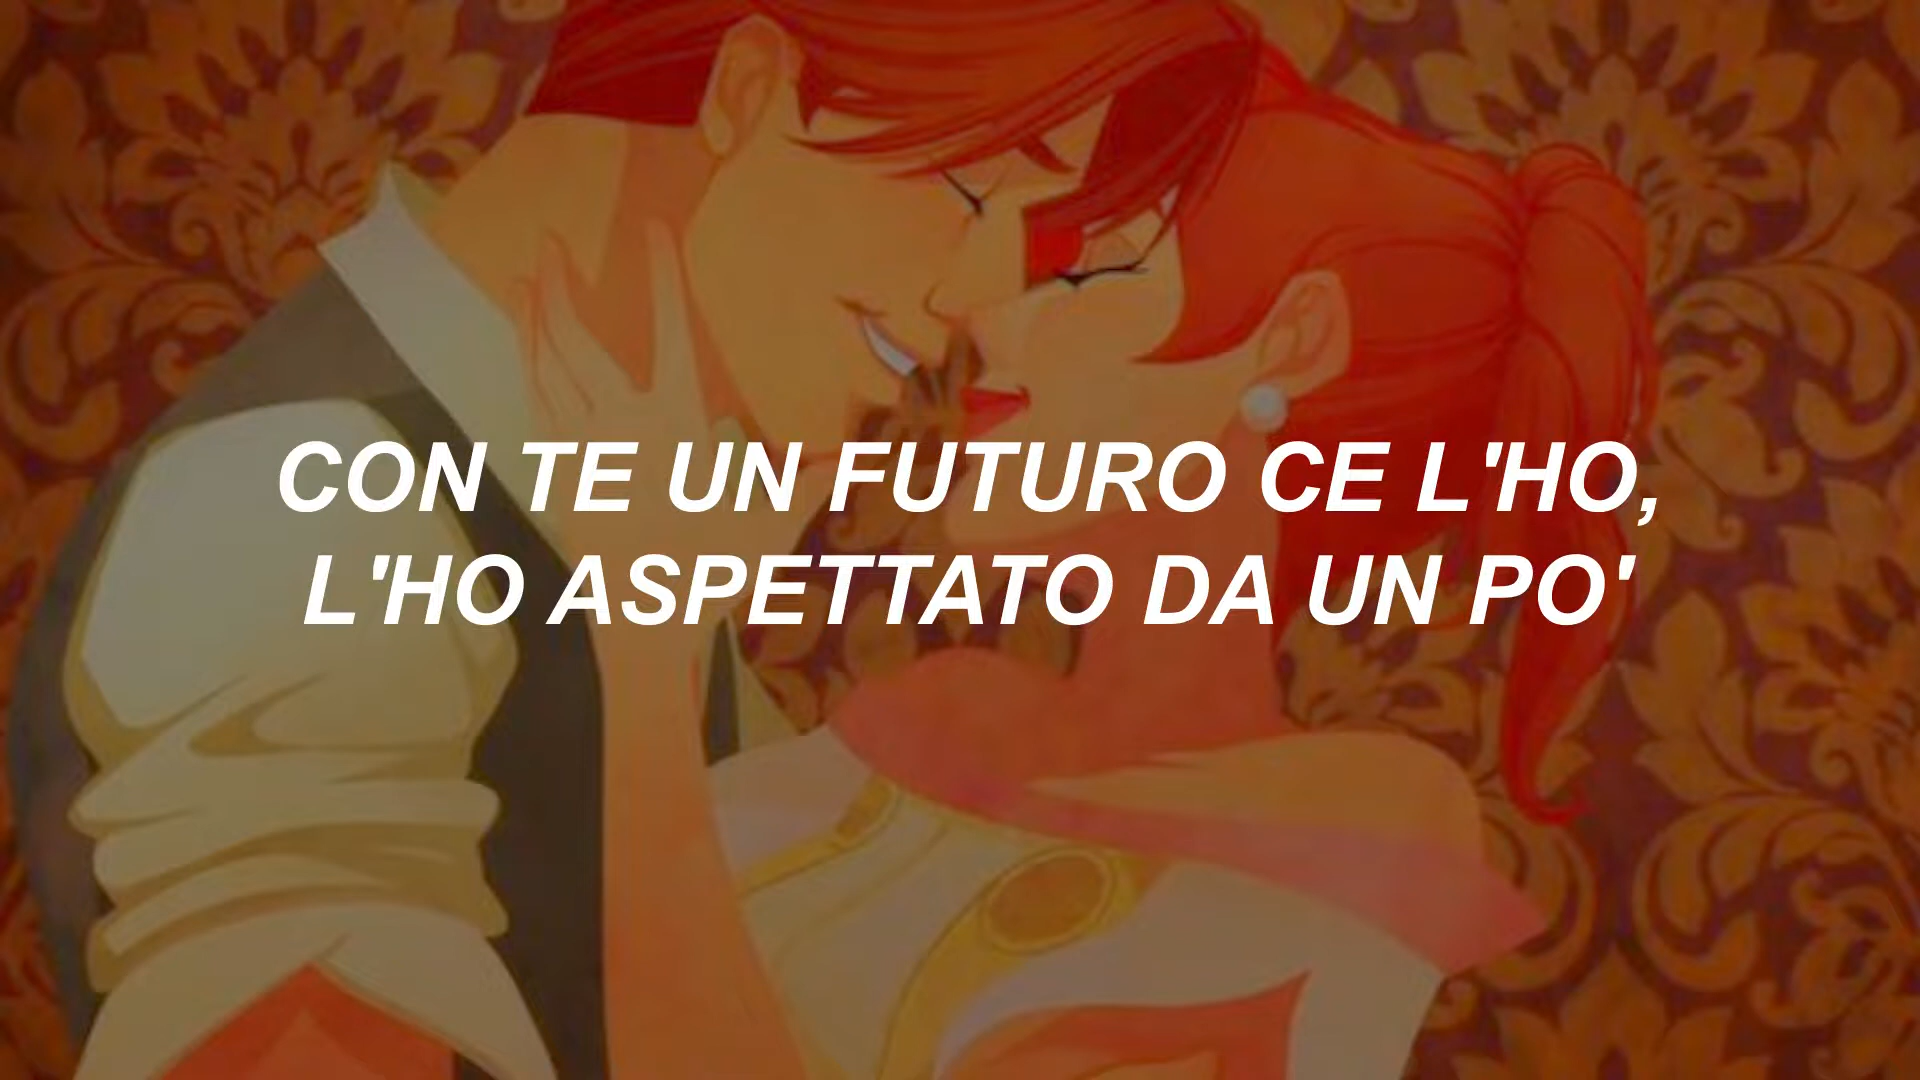 CON TE UN FUTURO CE L'HO,
L'HO ASPETTATO DA UN PO'